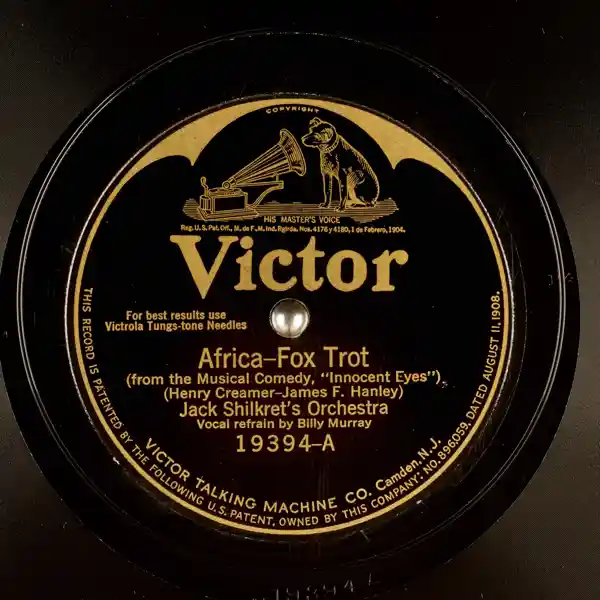 COPYRIGHT
HIS MASTER'S VOICE
Reg. U.S. Pat. Off., M. de F., M. Ind. Rgtrda. Nos. 4176 y 4180, 1 de Febrero, 1904.
Victor
For best results use
Victrola Tungs-tone Needles
Africa–Fox Trot
(from the Musical Comedy, "Innocent Eyes")
(Henry Creamer–James F. Hanley)
Jack Shilkret's Orchestra
Vocal refrain by Billy Murray
19394–A
VICTOR TALKING MACHINE CO. Camden, N.J.
THIS RECORD IS PATENTED BY THE FOLLOWING U.S. PATENT, OWNED BY THIS COMPANY: NO. 896,059, DATED AUGUST 11, 1908.